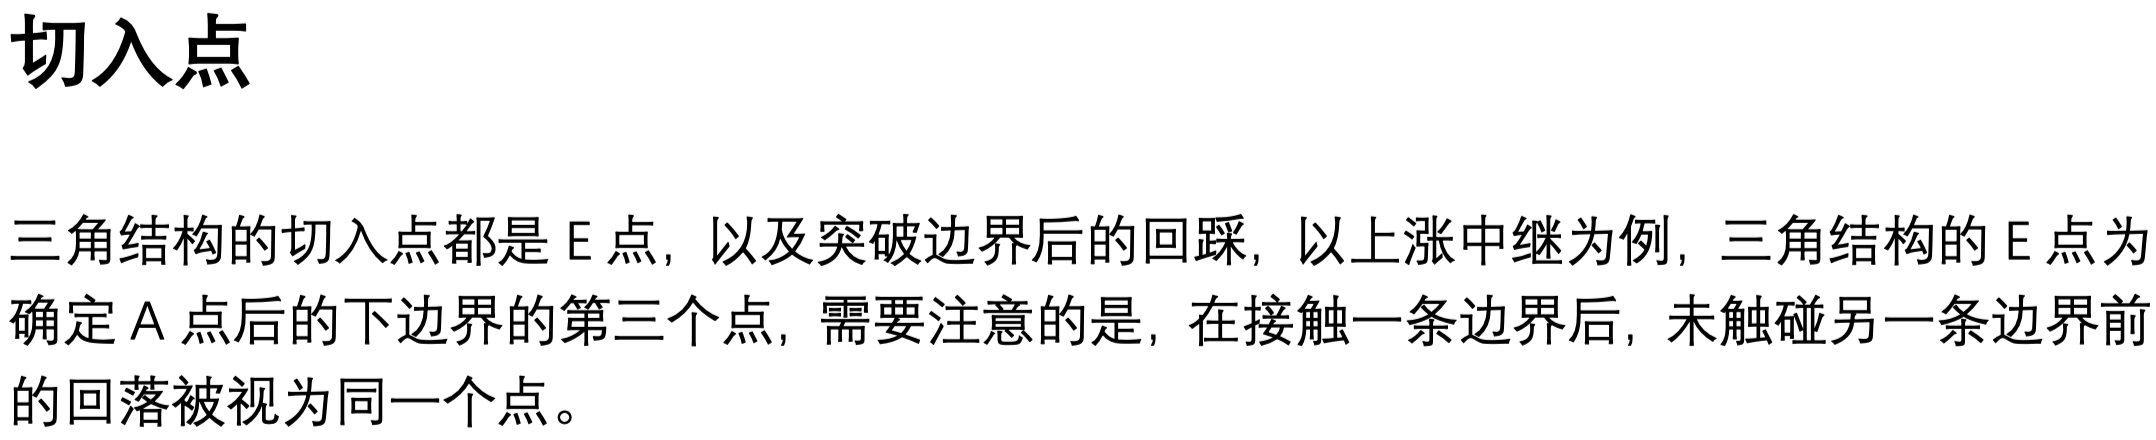 切入点
三角结构的切入点都是 E 点，以及突破边界后的回踩，以上涨中继为例，三角结构的 E 点为
确定 A 点后的下边界的第三个点，需要注意的是，在接触一条边界后，未触碰另一条边界前
的回落被视为同一个点。